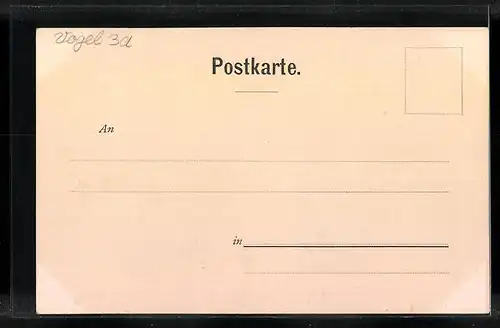 Vogel 3d
Postkarte.
An
in